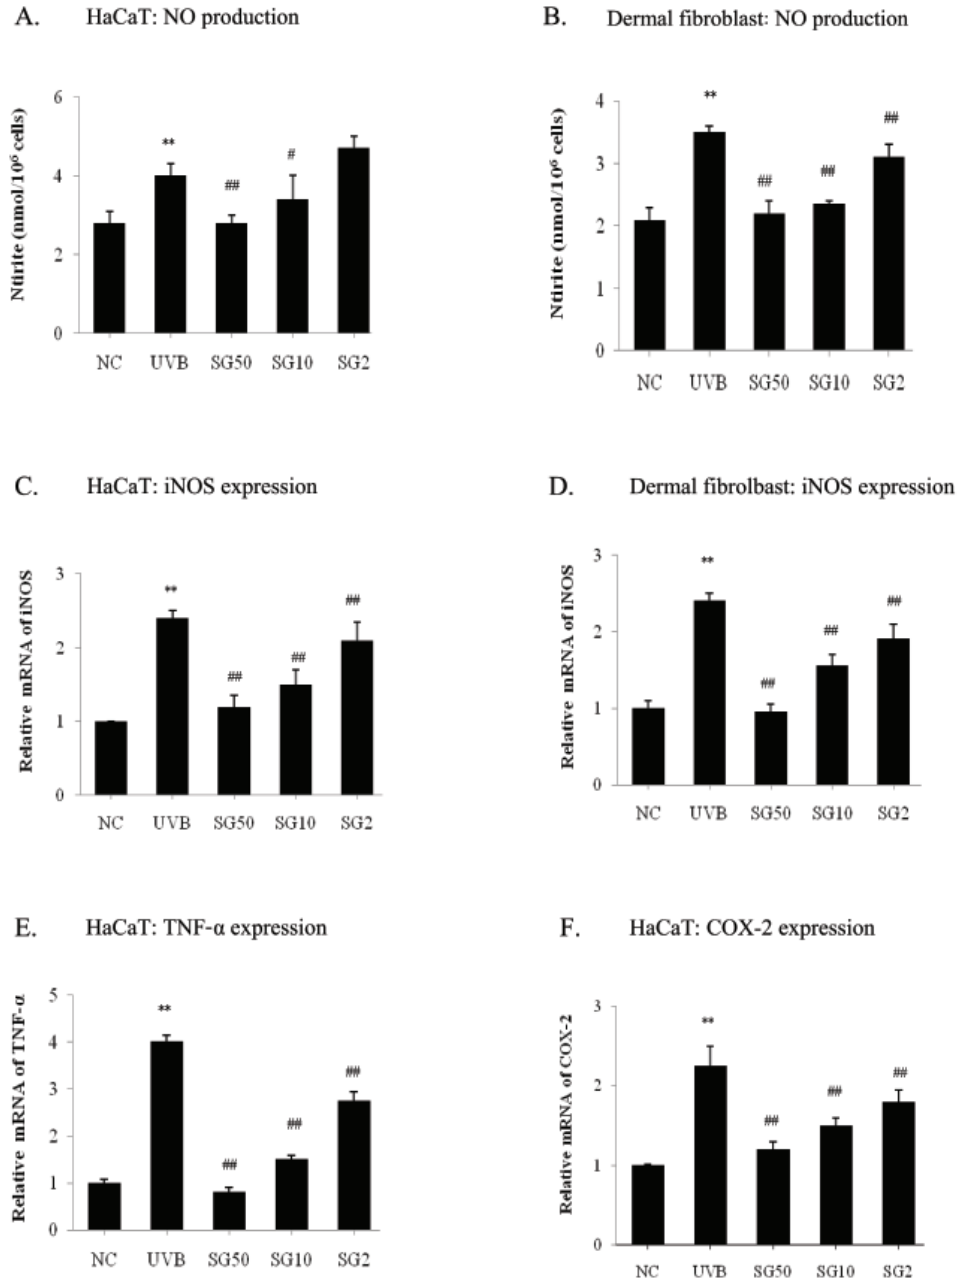 A. HaCaT: NO production
Ntirite (nmol/10⁶ cells)
6
4
2
0
**
##
#
NC UVB SG50 SG10 SG2
B. Dermal fibroblast: NO production
Ntirite (nmol/10⁶ cells)
4
3
2
1
0
**
##
##
##
NC UVB SG50 SG10 SG2
C. HaCaT: iNOS expression
Relative mRNA of iNOS
3
2
1
0
**
##
##
##
NC UVB SG50 SG10 SG2
D. Dermal fibrolbast: iNOS expression
Relative mRNA of iNOS
3
2
1
0
**
##
##
##
NC UVB SG50 SG10 SG2
E. HaCaT: TNF-α expression
Relative mRNA of TNF-α
5
4
3
2
1
0
**
##
##
##
NC UVB SG50 SG10 SG2
F. HaCaT: COX-2 expression
Relative mRNA of COX-2
3
2
1
0
**
##
##
##
NC UVB SG50 SG10 SG2